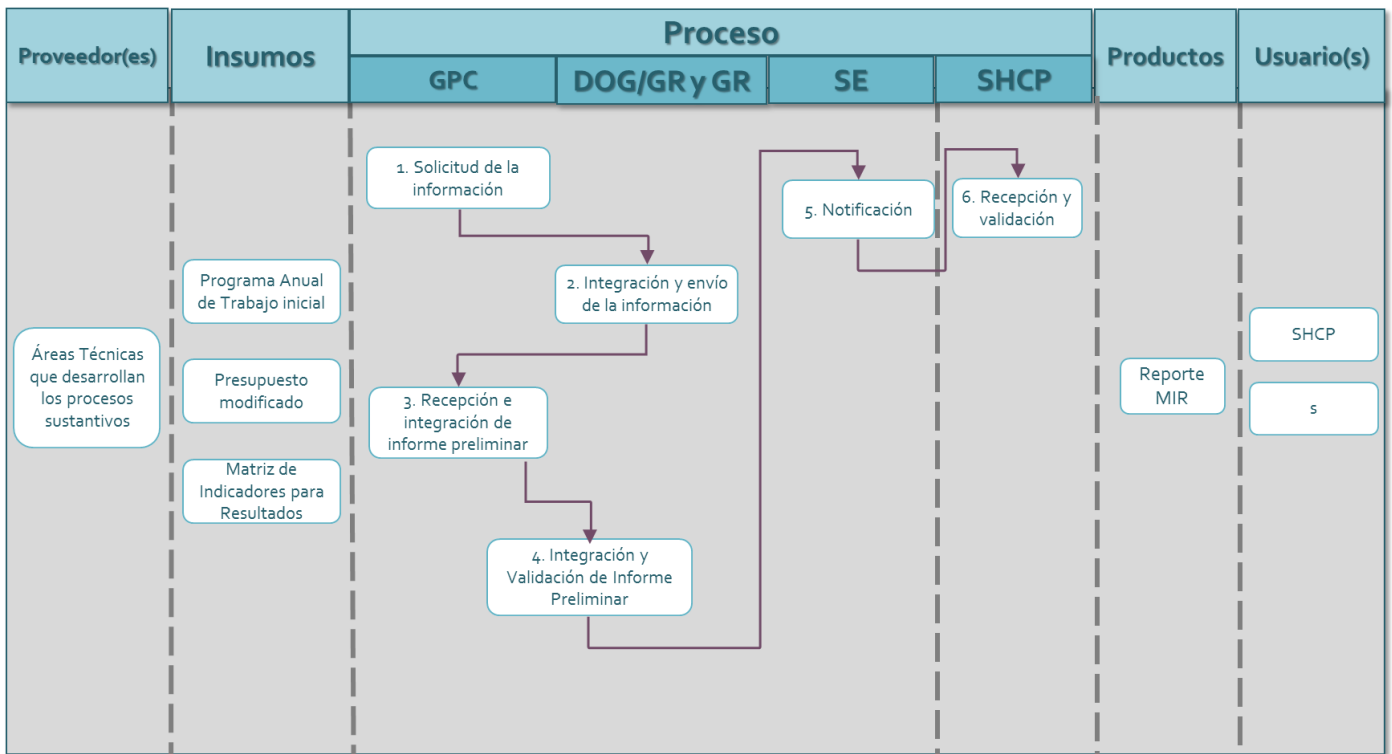 Proveedor(es)
Insumos
Proceso
Productos
Usuario(s)
GPC
DOG/GR y GR
SE
SHCP
1. Solicitud de la
información
2. Integración y envío
de la información
3. Recepción e
integración de
informe preliminar
4. Integración y
Validación de Informe
Preliminar
5. Notificación
6. Recepción y
validación
Áreas Técnicas
que desarrollan
los procesos
sustantivos
Programa Anual
de Trabajo inicial
Presupuesto
modificado
Matriz de
Indicadores para
Resultados
Reporte
MIR
SHCP
s